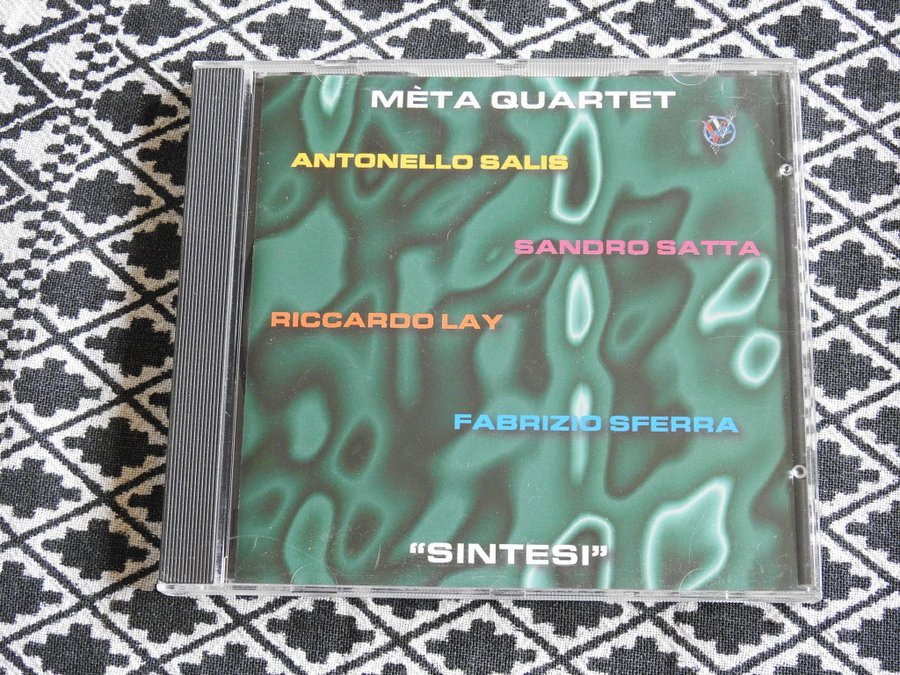 MÈTA QUARTET
ANTONELLO SALIS
SANDRO SATTA
RICCARDO LAY
FABRIZIO SFERRA
“SINTESI”